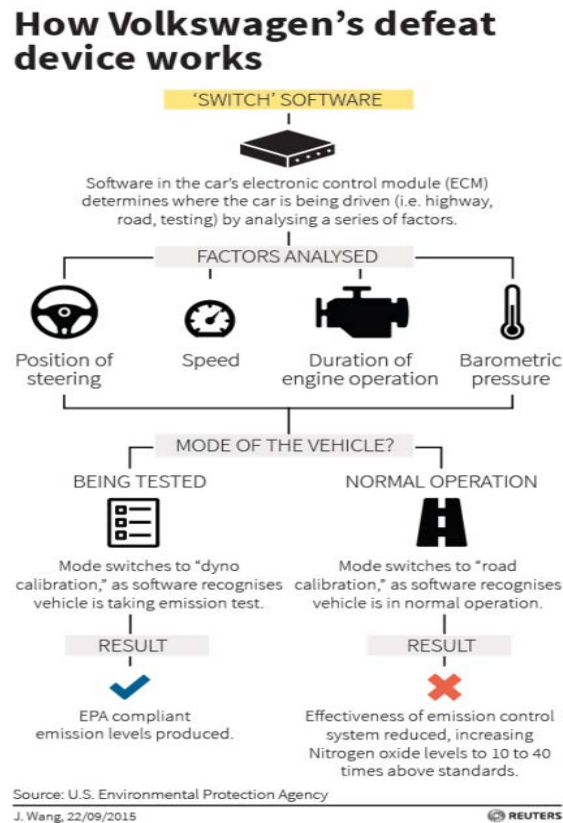 How Volkswagen's defeat
device works
'SWITCH' SOFTWARE
Software in the car's electronic control module (ECM)
determines where the car is being driven (i.e. highway,
road, testing) by analysing a series of factors.
FACTORS ANALYSED
Position of
steering
Speed
Duration of
engine operation
Barometric
pressure
MODE OF THE VEHICLE?
BEING TESTED
Mode switches to "dyno
calibration," as software recognises
vehicle is taking emission test.
RESULT
EPA compliant
emission levels produced.
NORMAL OPERATION
Mode switches to "road
calibration," as software recognises
vehicle is in normal operation.
RESULT
Effectiveness of emission control
system reduced, increasing
Nitrogen oxide levels to 10 to 40
times above standards.
Source: U.S. Environmental Protection Agency
J. Wang, 22/09/2015
REUTERS